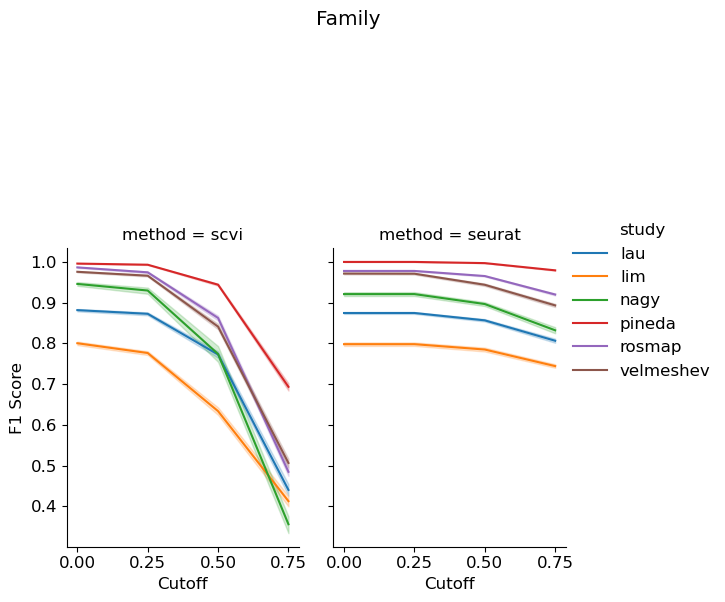 Family
method = scvi
method = seurat
study
lau
lim
nagy
pineda
rosmap
velmeshev
F1 Score
1.0
0.9
0.8
0.7
0.6
0.5
0.4
0.00 0.25 0.50 0.75
0.00 0.25 0.50 0.75
Cutoff
Cutoff